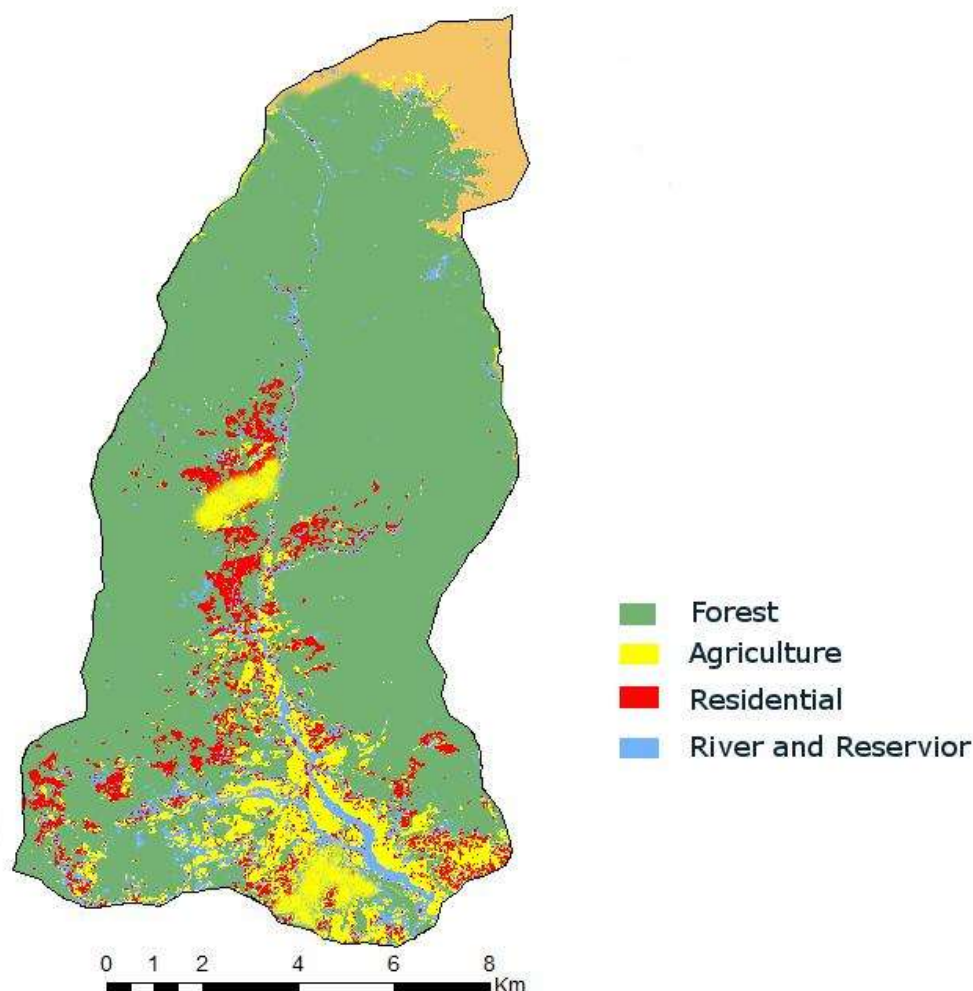 Forest
Agriculture
Residential
River and Reservior
0 1 2 4 6 8
Km